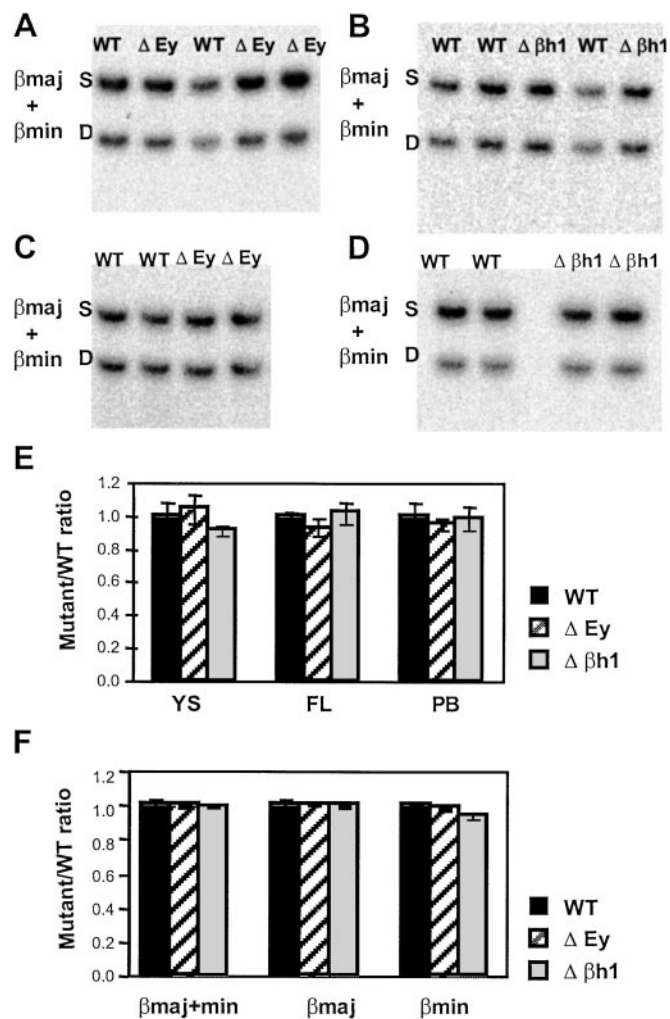 A
WT Δ Ey WT Δ Ey Δ Ey
βmaj S
+
βmin D
B
WT WT Δ βh1 WT Δ βh1
βmaj S
+
βmin D
C
WT WT Δ Ey Δ Ey
βmaj S
+
βmin D
D
WT WT Δ βh1 Δ βh1
βmaj S
+
βmin D
E
Mutant/WT ratio
1.2
1.0
0.8
0.6
0.4
0.2
0.0
YS FL PB
WT
Δ Ey
Δ βh1
F
Mutant/WT ratio
1.2
1.0
0.8
0.6
0.4
0.2
0.0
βmaj+min βmaj βmin
WT
Δ Ey
Δ βh1